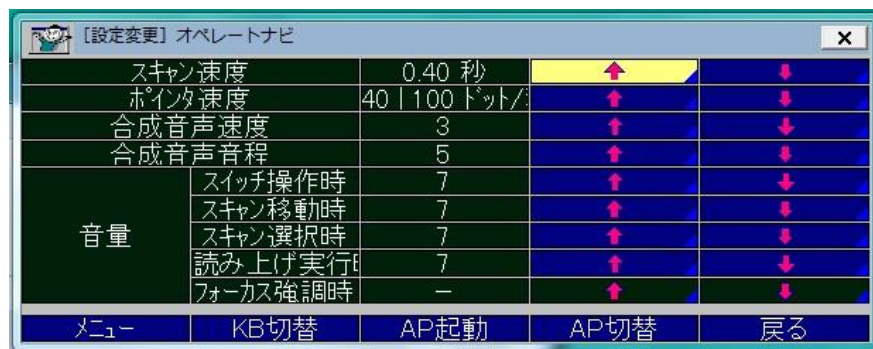 [設定変更] オペレートナビ
スキャン速度 0.40 秒
ポインタ速度 40 | 100 ドット/
合成音声速度 3
合成音声音程 5
音量
スイッチ操作時 7
スキャン移動時 7
スキャン選択時 7
読み上げ実行 7
フォーカス強調時 −
メニュー KB切替 AP起動 AP切替 戻る